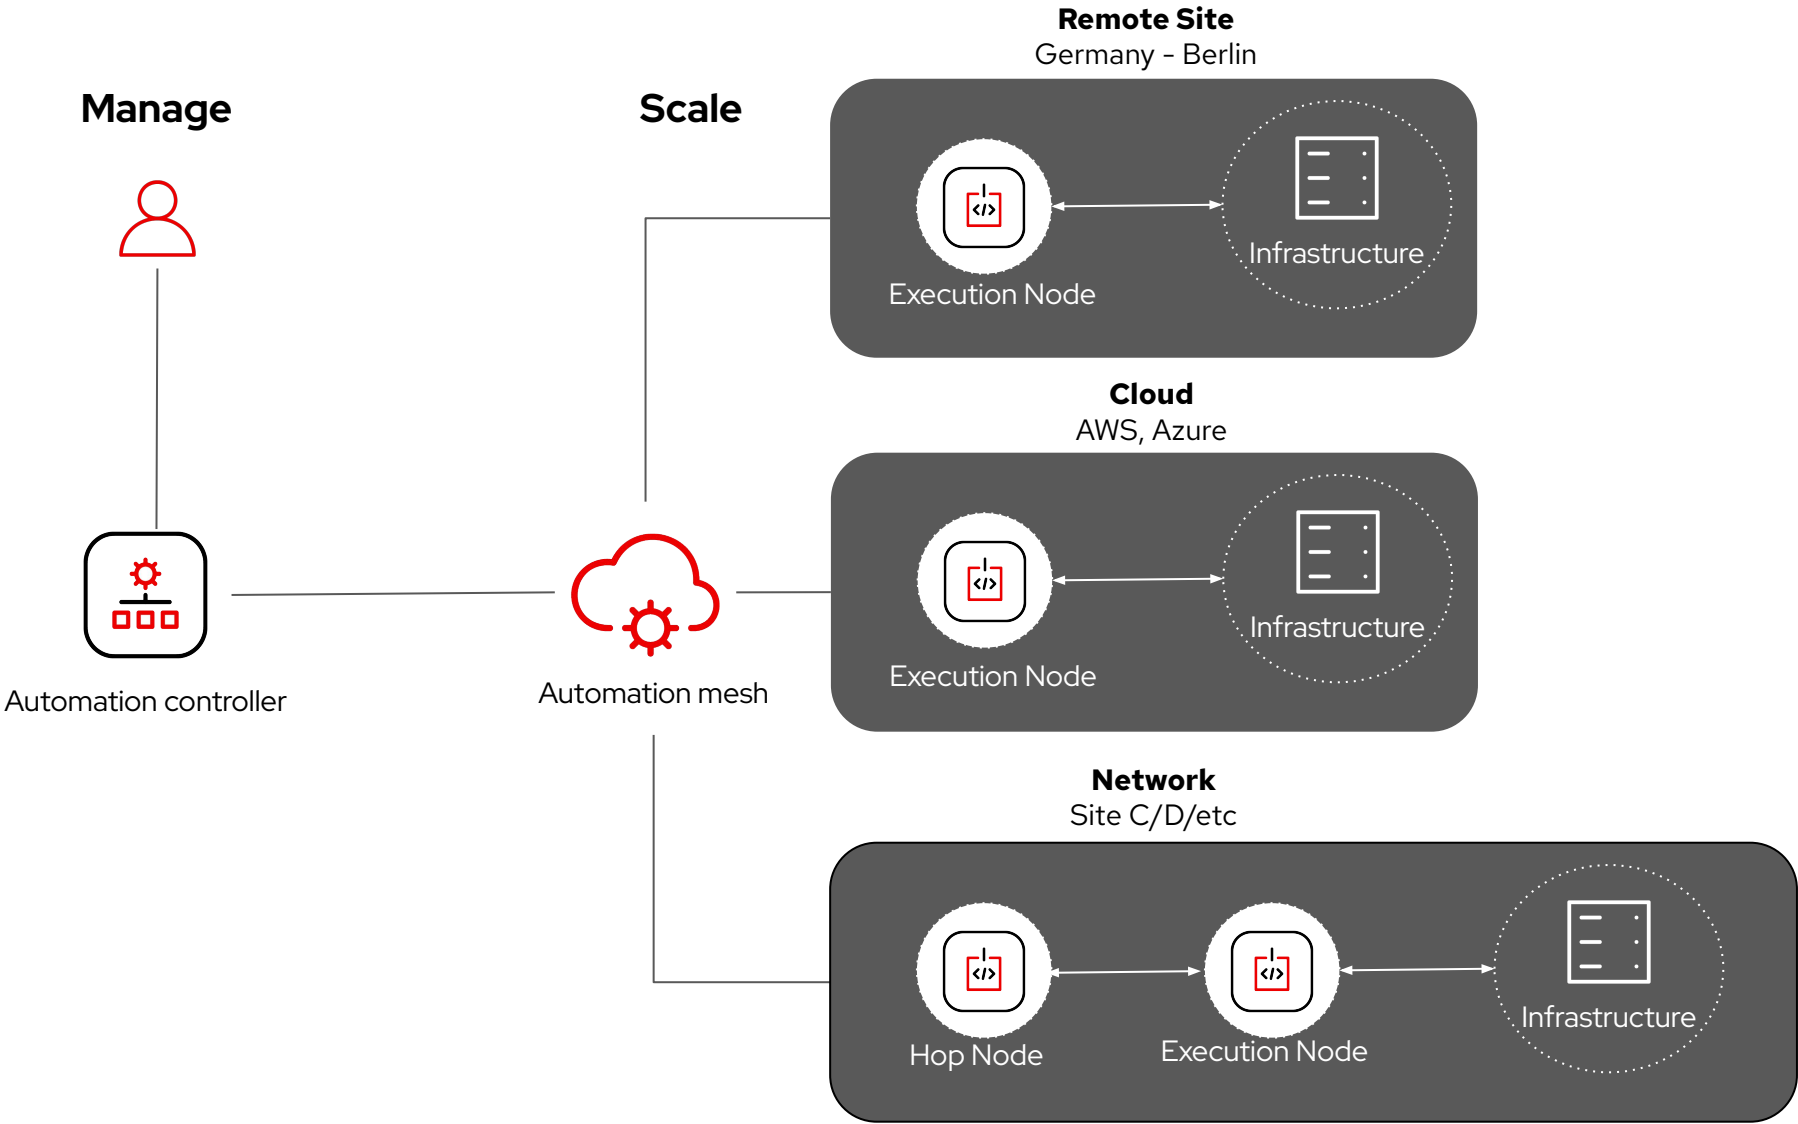 Manage
Scale
Remote Site
Germany - Berlin
Execution Node
Infrastructure
Cloud
AWS, Azure
Execution Node
Infrastructure
Automation controller
Automation mesh
Network
Site C/D/etc
Hop Node
Execution Node
Infrastructure